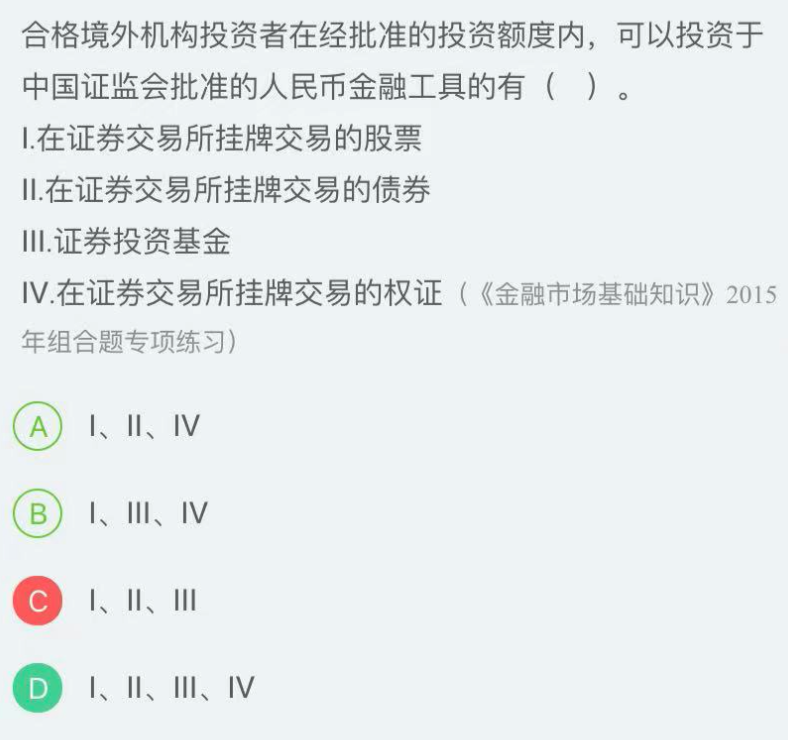 合格境外机构投资者在经批准的投资额度内，可以投资于
中国证监会批准的人民币金融工具的有（　）。
I.在证券交易所挂牌交易的股票
II.在证券交易所挂牌交易的债券
III.证券投资基金
IV.在证券交易所挂牌交易的权证（《金融市场基础知识》2015
年组合题专项练习）
A I、II、IV
B I、III、IV
C I、II、III
D I、II、III、IV